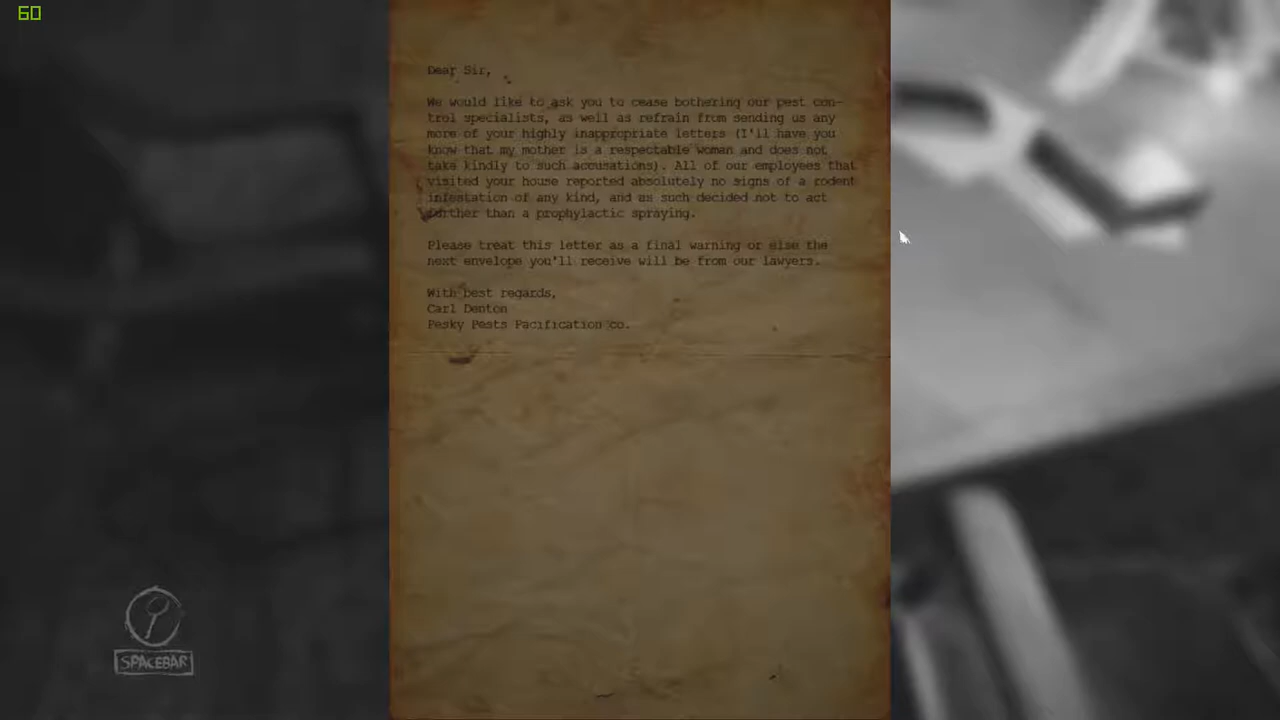 60
Dear Sir,
We would like to ask you to cease bothering our pest con-
trol specialists, as well as refrain from sending us any
more of your highly inappropriate letters (I'll have you
know that my mother is a respectable woman and does not
take kindly to such accusations). All of our employees that
visited your house reported absolutely no signs of a rodent
infestation of any kind, and as such decided not to act
further than a prophylactic spraying.
Please treat this letter as a final warning or else the
next envelope you'll receive will be from our lawyers.
With best regards,
Carl Denton
Pesky Pests Pacification co.
SPACEBAR